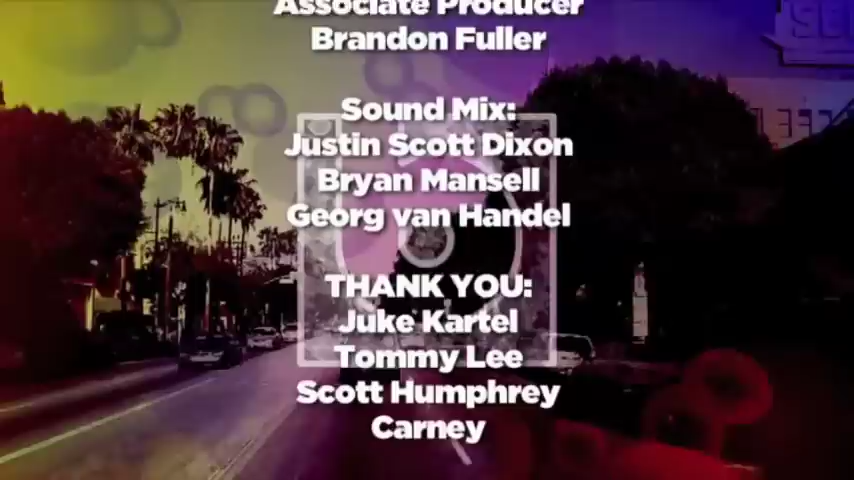 Associate Producer
Brandon Fuller
Sound Mix:
Justin Scott Dixon
Bryan Mansell
Georg van Handel
THANK YOU:
Juke Kartel
Tommy Lee
Scott Humphrey
Carney